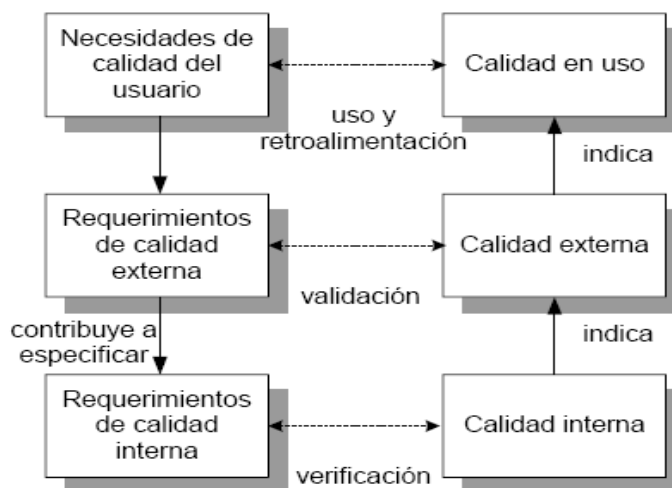 Necesidades de
calidad del
usuario
Calidad en uso
uso y
retroalimentación
indica
Requerimientos
de calidad
externa
Calidad externa
validación
contribuye a
especificar
indica
Requerimientos
de calidad
interna
Calidad interna
verificación